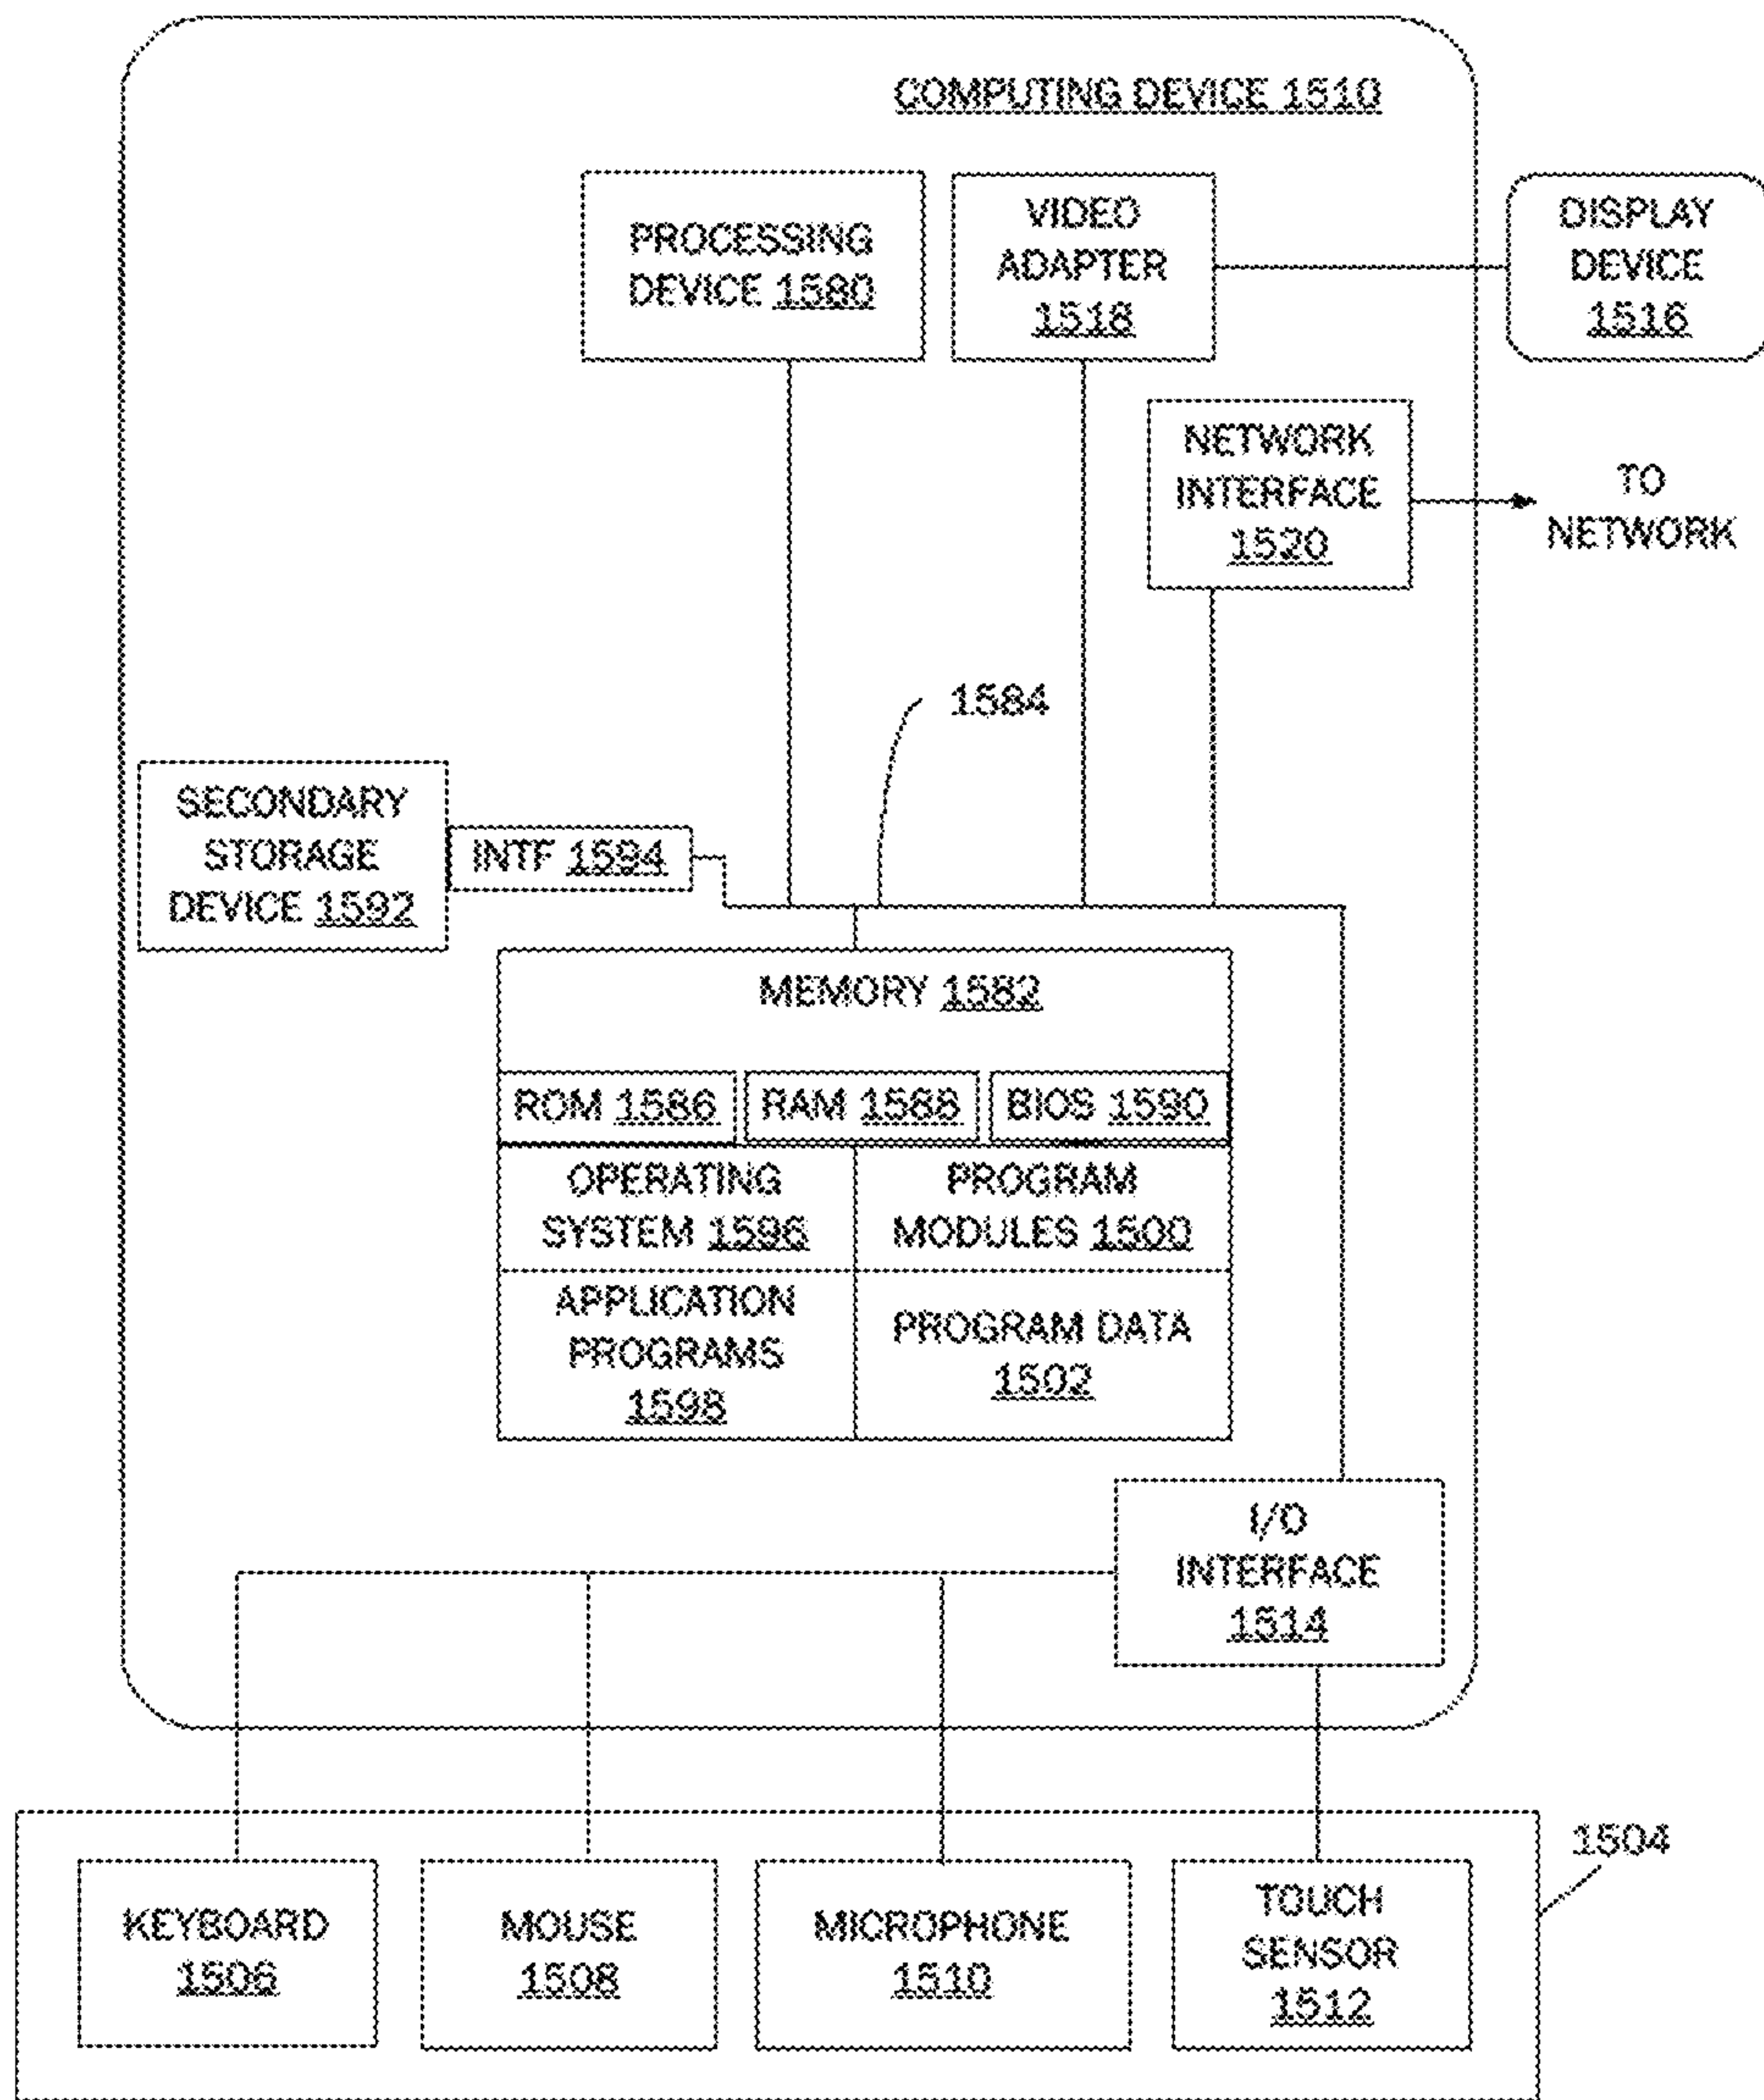 COMPUTING DEVICE 1510
PROCESSING
DEVICE 1580
VIDEO
ADAPTER
1518
DISPLAY
DEVICE
1516
NETWORK
INTERFACE
1520
TO
NETWORK
1584
SECONDARY
STORAGE
DEVICE 1592
INTF 1594
MEMORY 1582
ROM 1586
RAM 1588
BIOS 1590
OPERATING
SYSTEM 1596
PROGRAM
MODULES 1500
APPLICATION
PROGRAMS
1598
PROGRAM DATA
1502
I/O
INTERFACE
1514
1504
KEYBOARD
1506
MOUSE
1508
MICROPHONE
1510
TOUCH
SENSOR
1512